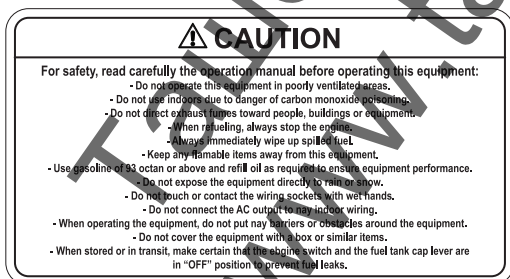 CAUTION
For safety, read carefully the operation manual before operating this equipment:
- Do not operate this equipment in poorly ventilated areas.
- Do not use indoors due to danger of carbon monoxide poisoning.
- Do not direct exhaust fumes toward people, buildings or equipment.
- When refueling, always stop the engine.
- Always immediately wipe up spilled fuel.
- Keep any flamable items away from this equipment.
- Use gasoline of 93 octan or above and refil oil as required to ensure equipment performance.
- Do not expose the equipment directly to rain or snow.
- Do not touch or contact the wiring sockets with wet hands.
- Do not connect the AC output to nay indoor wiring.
- When operating the equipment, do not put nay barriers or obstacles around the equipment.
- Do not cover the equipment with a box or similar items.
- When stored or in transit, make certain that the ebgine switch and the fuel tank cap lever are
in "OFF" position to prevent fuel leaks.